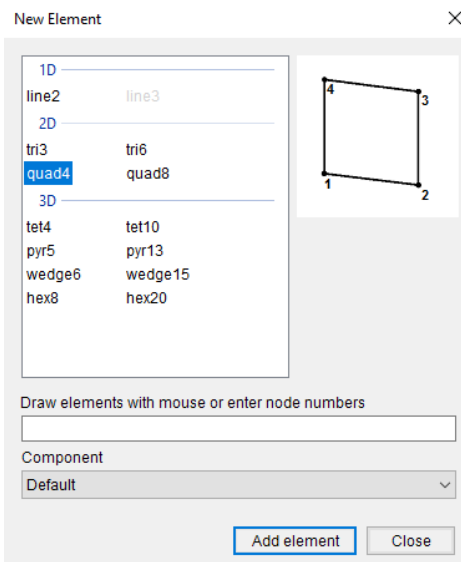 New Element
1D
line2 line3
2D
tri3 tri6
quad4 quad8
3D
tet4 tet10
pyr5 pyr13
wedge6 wedge15
hex8 hex20
4
3
1
2
Draw elements with mouse or enter node numbers
Component
Default
Add element Close